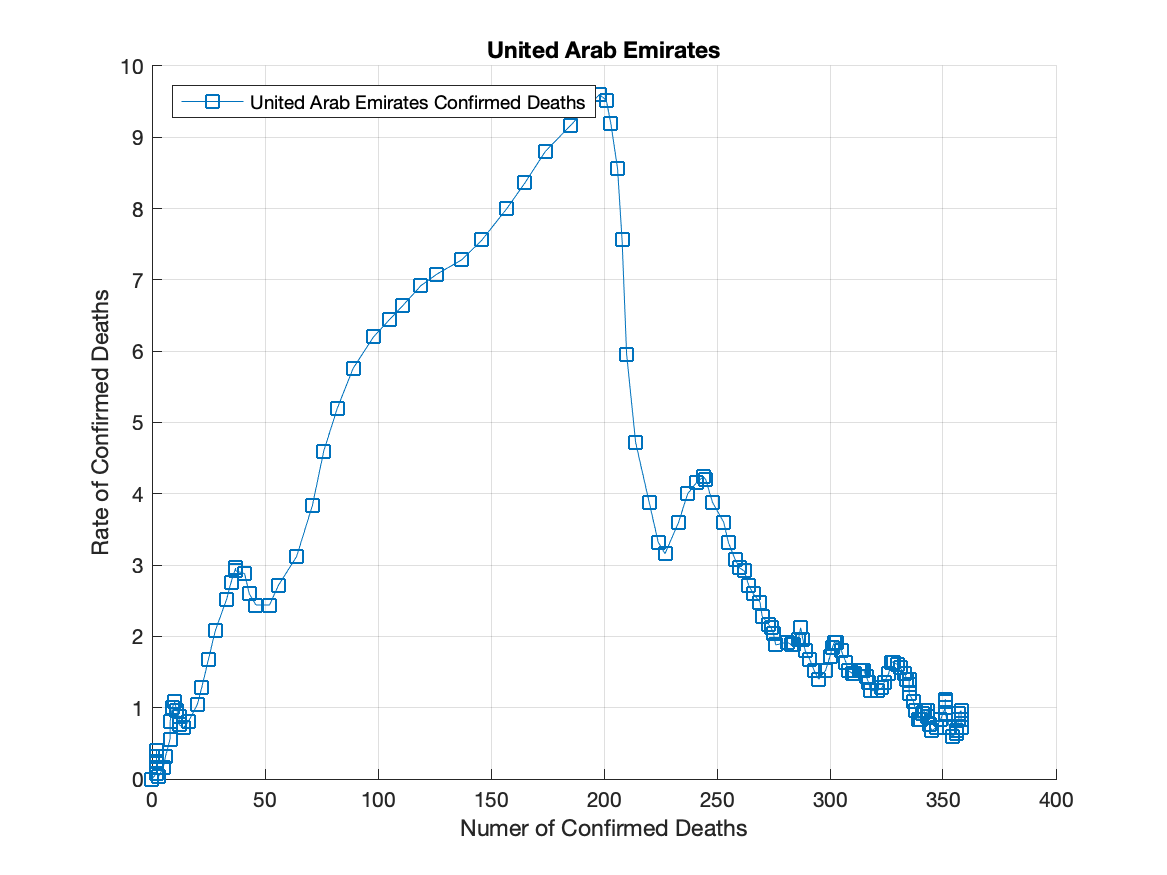 United Arab Emirates
10
9
8
7
6
5
4
3
2
1
0
Rate of Confirmed Deaths
United Arab Emirates Confirmed Deaths
0 50 100 150 200 250 300 350 400
Numer of Confirmed Deaths